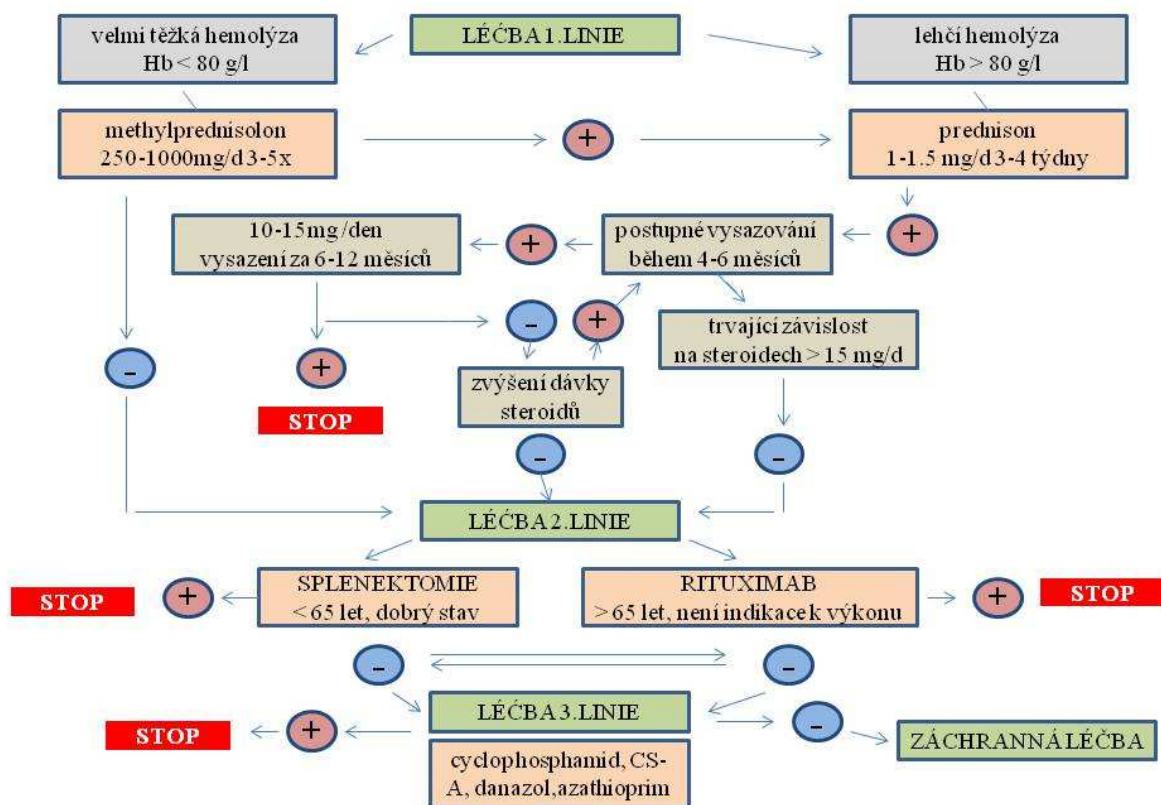 velmi těžká hemolýza
Hb < 80 g/l
LÉČBA 1. LINIE
lehčí hemolýza
Hb > 80 g/l
methylprednisolon
250-1000mg/d 3-5x
+
prednison
1-1.5 mg/d 3-4 týdny
10-15mg /den
vysazení za 6-12 měsíců
+
postupné vysazování
během 4-6 měsíců
+
-
+
trvající závislost
na steroidech > 15 mg/d
-
+
STOP
zvýšení dávky
steroidů
-
-
LÉČBA 2. LINIE
STOP
+
SPLENEKTOMIE
< 65 let, dobrý stav
RITUXIMAB
> 65 let, není indikace k výkonu
+
STOP
-
-
LÉČBA 3. LINIE
STOP
+
-
ZÁCHRANNÁ LÉČBA
cyclophosphamid, CS-
A, danazol,azathioprim